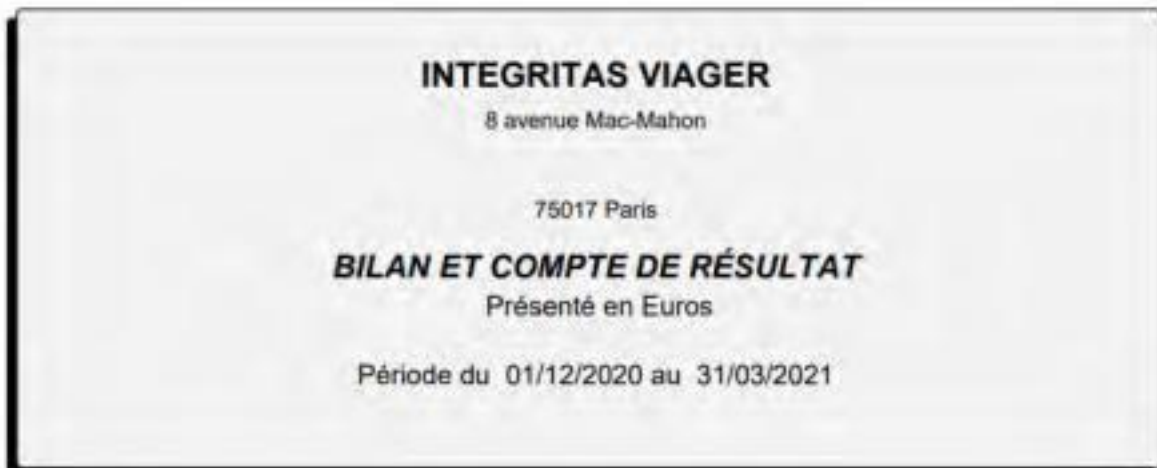 INTEGRITAS VIAGER
8 avenue Mac-Mahon
75017 Paris
BILAN ET COMPTE DE RÉSULTAT
Présenté en Euros
Période du 01/12/2020 au 31/03/2021